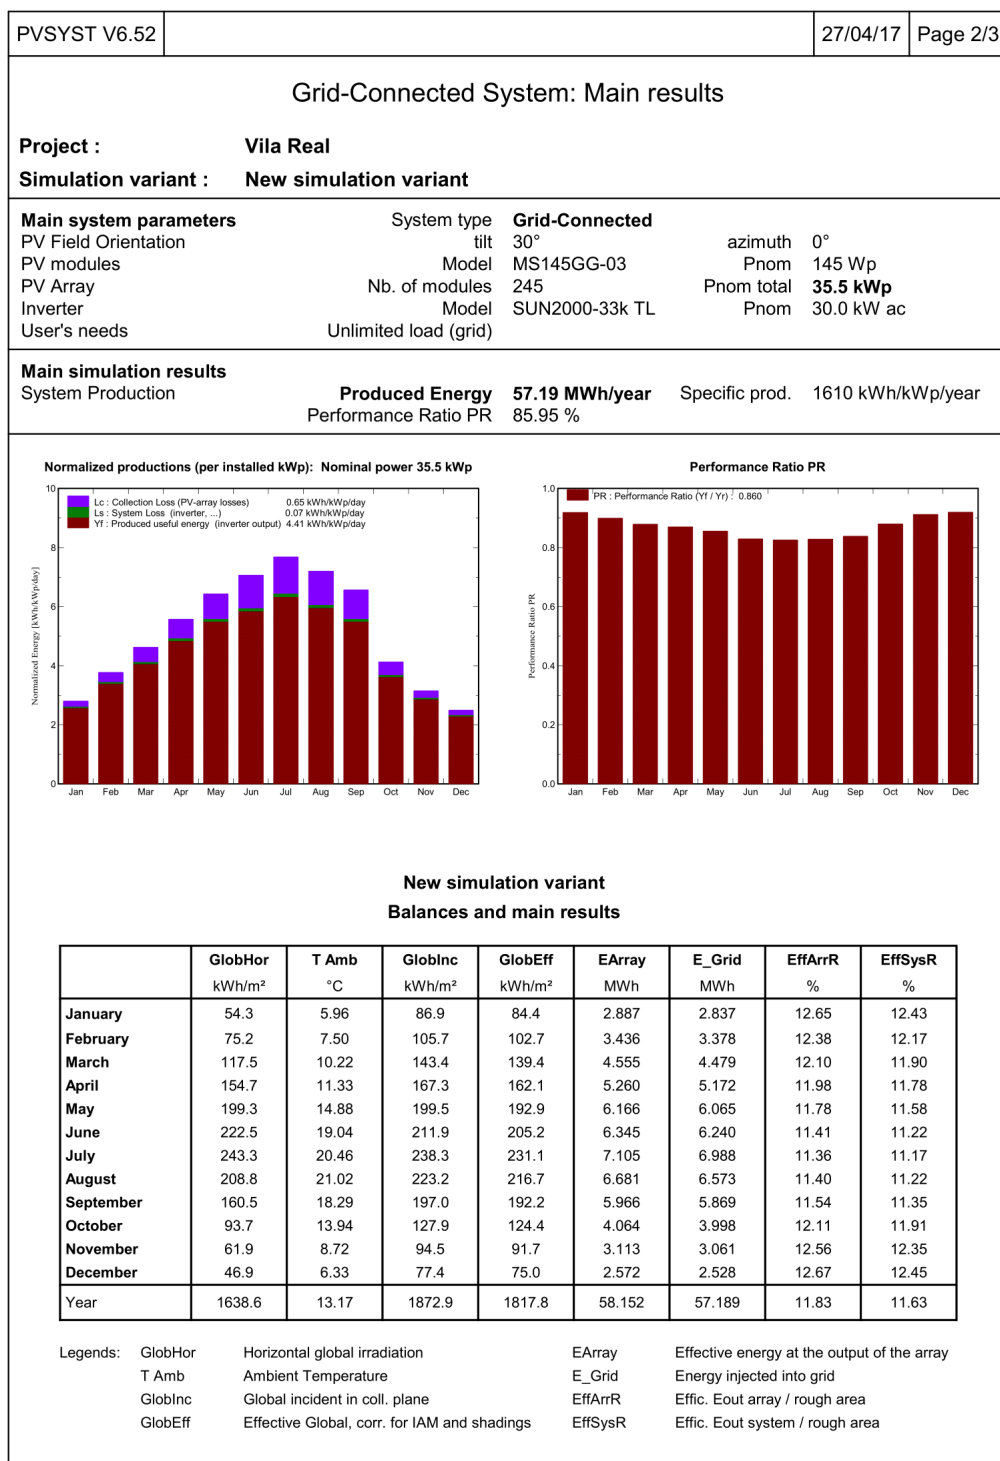 PVSYST V6.52 27/04/17 Page 2/3
Grid-Connected System: Main results
Project : Vila Real
Simulation variant : New simulation variant
Main system parameters System type Grid-Connected
PV Field Orientation tilt 30° azimuth 0°
PV modules Model MS145GG-03 Pnom 145 Wp
PV Array Nb. of modules 245 Pnom total 35.5 kWp
Inverter Model SUN2000-33k TL Pnom 30.0 kW ac
User's needs Unlimited load (grid)
Main simulation results
System Production Produced Energy 57.19 MWh/year Specific prod. 1610 kWh/kWp/year
Performance Ratio PR 85.95 %
Normalized productions (per installed kWp): Nominal power 35.5 kWp
Lc : Collection Loss (PV-array losses) 0.65 kWh/kWp/day
Ls : System Loss (inverter, ...) 0.07 kWh/kWp/day
Yf : Produced useful energy (inverter output) 4.41 kWh/kWp/day
Normalized Energy [kWh/kWp/day]
10
8
6
4
2
0
Jan Feb Mar Apr May Jun Jul Aug Sep Oct Nov Dec
Performance Ratio PR
PR : Performance Ratio (Yf / Yr) : 0.860
Performance Ratio PR
1.0
0.8
0.6
0.4
0.2
0.0
Jan Feb Mar Apr May Jun Jul Aug Sep Oct Nov Dec
New simulation variant
Balances and main results
GlobHor T Amb GlobInc GlobEff EArray E_Grid EffArrR EffSysR
kWh/m² °C kWh/m² kWh/m² MWh MWh % %
January 54.3 5.96 86.9 84.4 2.887 2.837 12.65 12.43
February 75.2 7.50 105.7 102.7 3.436 3.378 12.38 12.17
March 117.5 10.22 143.4 139.4 4.555 4.479 12.10 11.90
April 154.7 11.33 167.3 162.1 5.260 5.172 11.98 11.78
May 199.3 14.88 199.5 192.9 6.166 6.065 11.78 11.58
June 222.5 19.04 211.9 205.2 6.345 6.240 11.41 11.22
July 243.3 20.46 238.3 231.1 7.105 6.988 11.36 11.17
August 208.8 21.02 223.2 216.7 6.681 6.573 11.40 11.22
September 160.5 18.29 197.0 192.2 5.966 5.869 11.54 11.35
October 93.7 13.94 127.9 124.4 4.064 3.998 12.11 11.91
November 61.9 8.72 94.5 91.7 3.113 3.061 12.56 12.35
December 46.9 6.33 77.4 75.0 2.572 2.528 12.67 12.45
Year 1638.6 13.17 1872.9 1817.8 58.152 57.189 11.83 11.63
Legends: GlobHor Horizontal global irradiation EArray Effective energy at the output of the array
T Amb Ambient Temperature E_Grid Energy injected into grid
GlobInc Global incident in coll. plane EffArrR Effic. Eout array / rough area
GlobEff Effective Global, corr. for IAM and shadings EffSysR Effic. Eout system / rough area